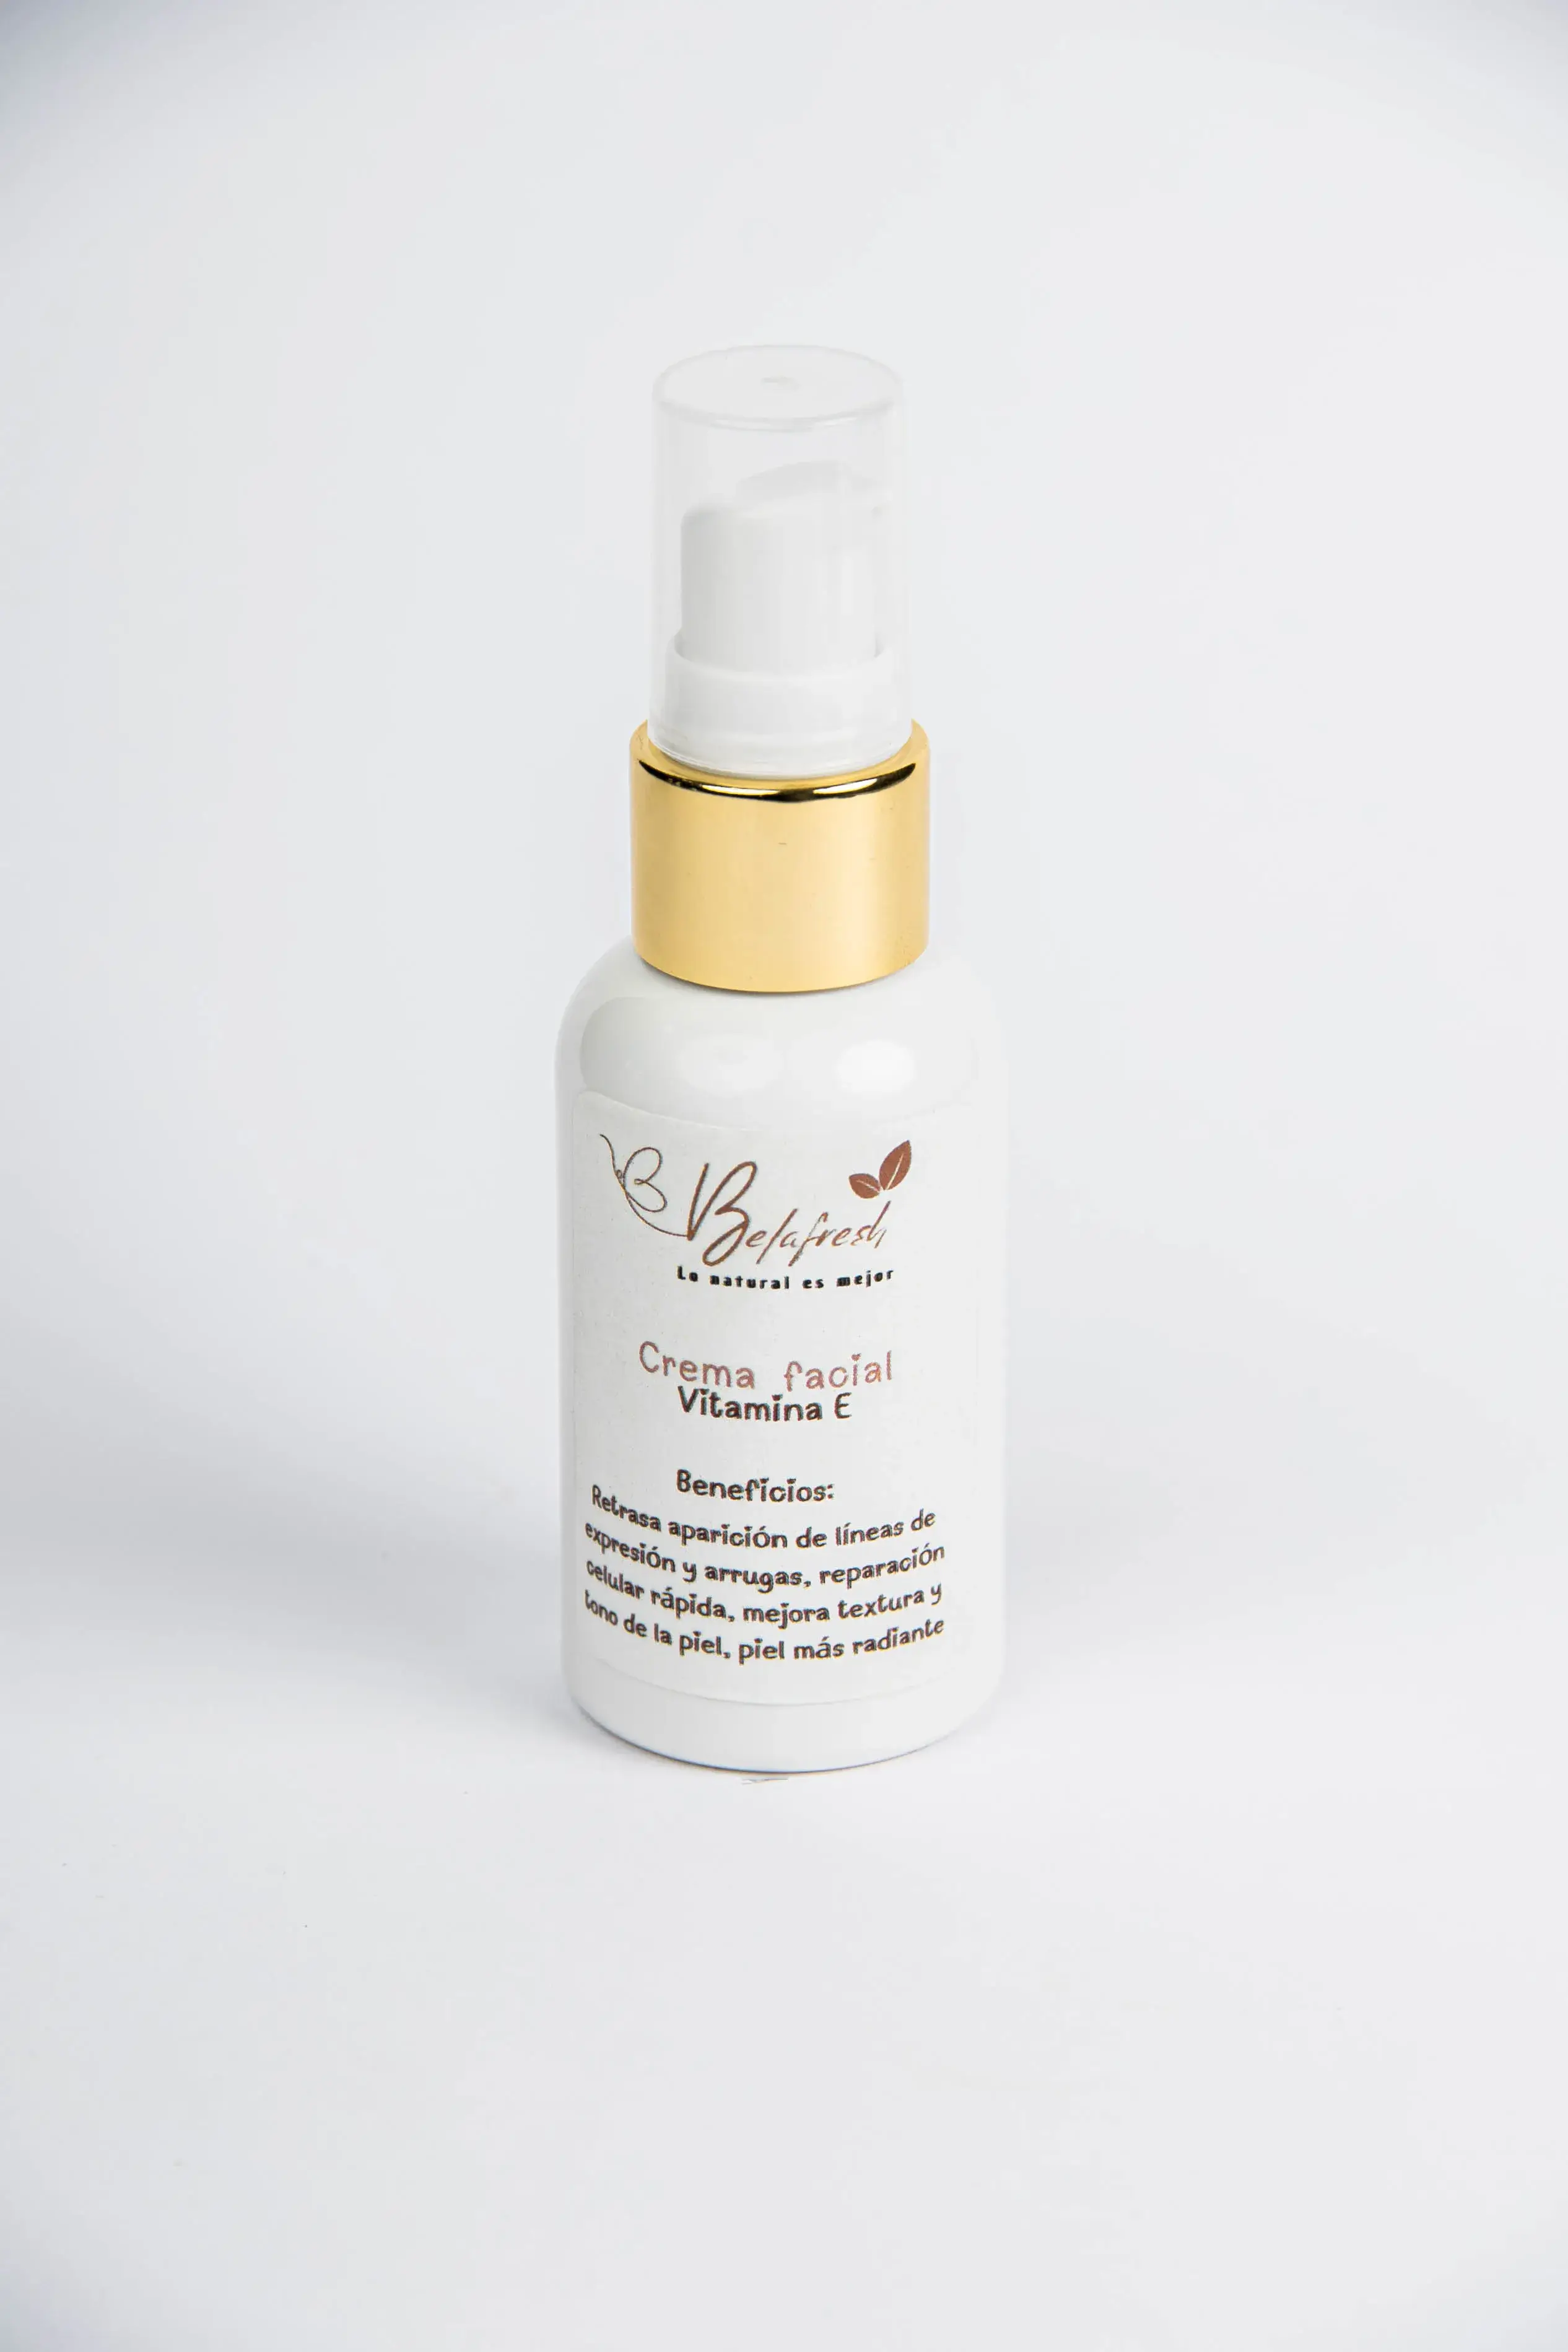 B Belafresh
Lo natural es mejor
Crema facial
Vitamina E
Beneficios:
Retrasa aparición de líneas de
expresión y arrugas, reparación
celular rápida, mejora textura y
tono de la piel, piel más radiante